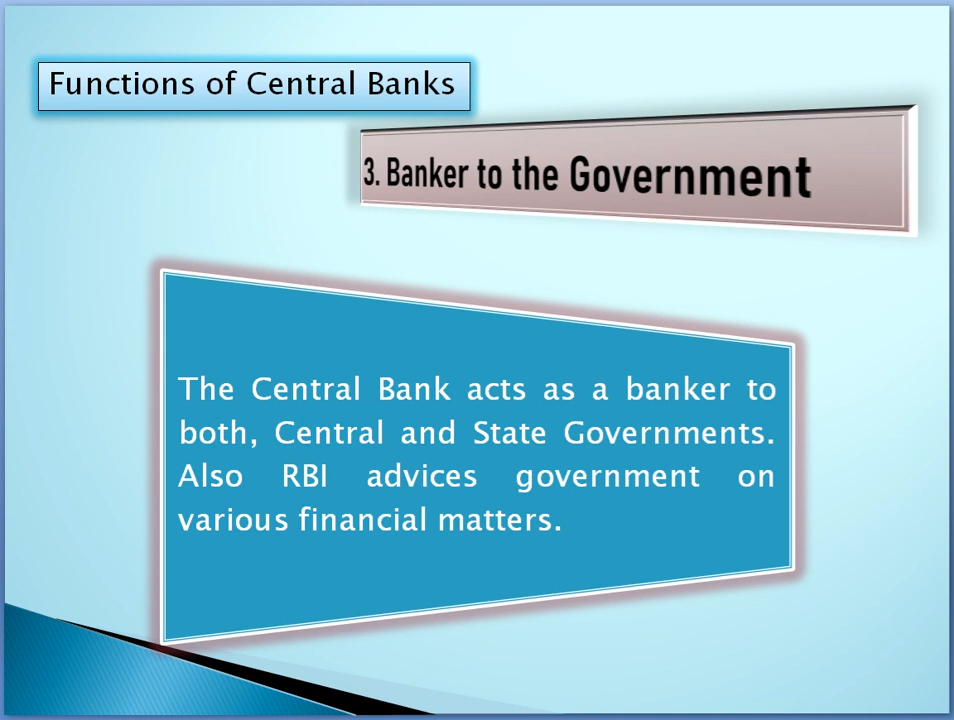 Functions of Central Banks
3. Banker to the Government
The Central Bank acts as a banker to
both, Central and State Governments.
Also RBI advices government on
various financial matters.